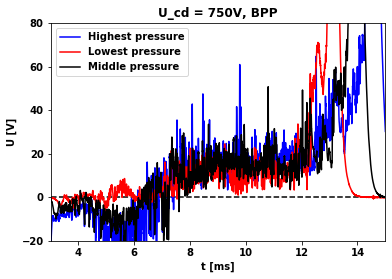 U_cd = 750V, BPP
80
60
40
20
0
−20
U [V]
Highest pressure
Lowest pressure
Middle pressure
4 6 8 10 12 14
t [ms]